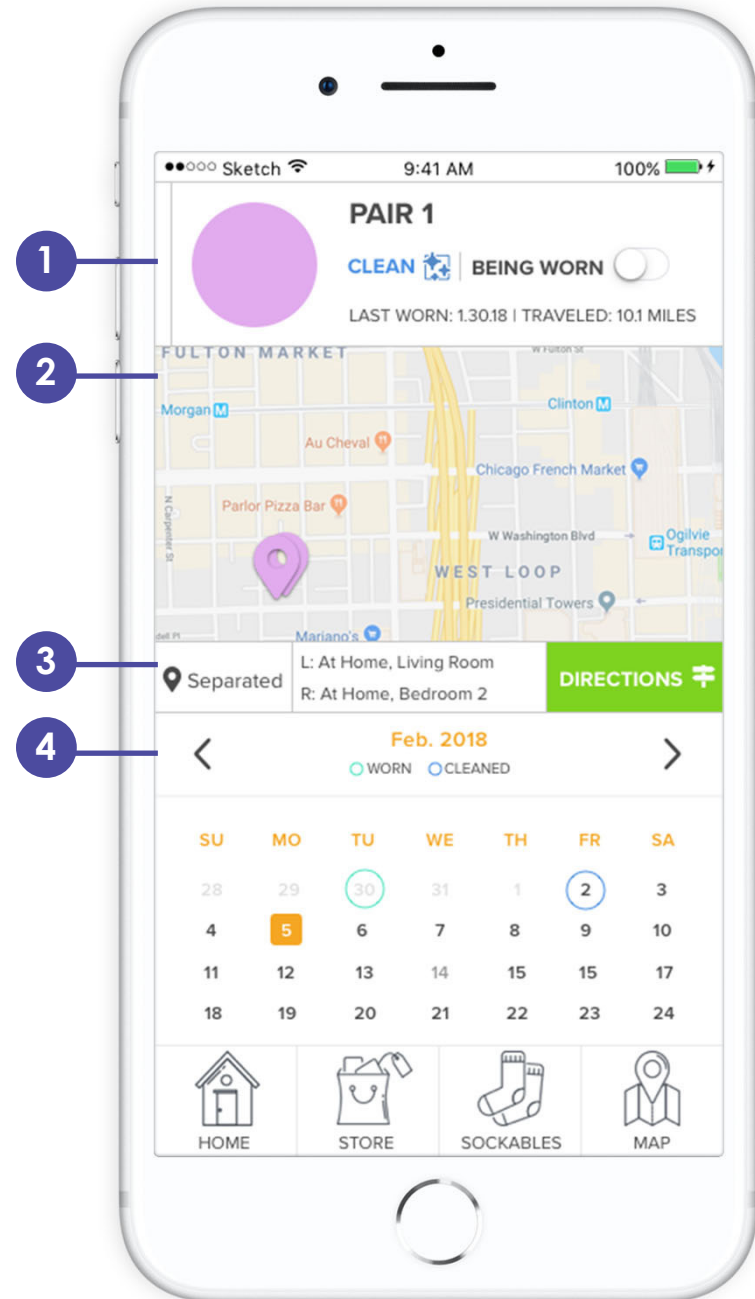 Sketch 9:41 AM 100%
PAIR 1
1
CLEAN BEING WORN
LAST WORN: 1.30.18 | TRAVELED: 10.1 MILES
FULTON MARKET
W Fulton St
2
Morgan M
Clinton M
Au Cheval
Chicago French Market
N Carpenter St
Parlor Pizza Bar
W Washington Blvd
Ogilvie
Transpor
WEST LOOP
Presidential Towers
dell Pl
Mariano's
3
Separated
L: At Home, Living Room
R: At Home, Bedroom 2
DIRECTIONS
4
Feb. 2018
WORN CLEANED
SU MO TU WE TH FR SA
28 29 30 31 1 2 3
4 5 6 7 8 9 10
11 12 13 14 15 15 17
18 19 20 21 22 23 24
HOME STORE SOCKABLES MAP